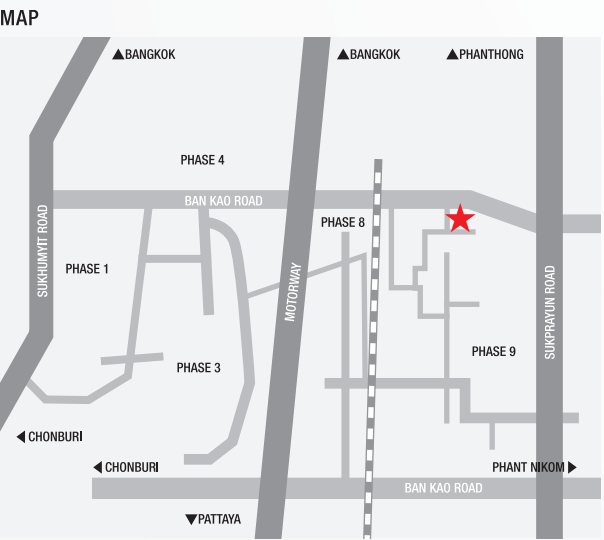 MAP
▲BANGKOK
▲BANGKOK
▲PHANTHONG
PHASE 4
BAN KAO ROAD
PHASE 8
SUKHUMYIT ROAD
PHASE 1
MOTORWAY
SUKPRAYUN ROAD
PHASE 3
PHASE 9
◀CHONBURI
◀CHONBURI
PHANT NIKOM▶
BAN KAO ROAD
▼PATTAYA